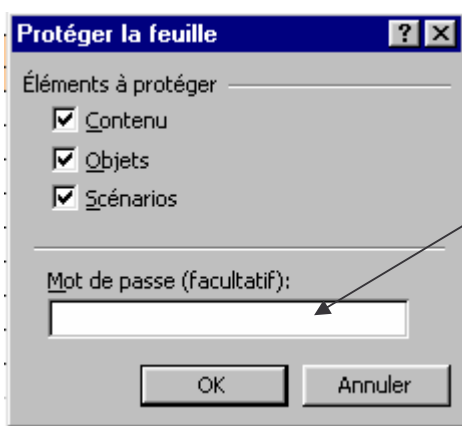 Protéger la feuille
Éléments à protéger
Contenu
Objets
Scénarios
Mot de passe (facultatif):
OK
Annuler